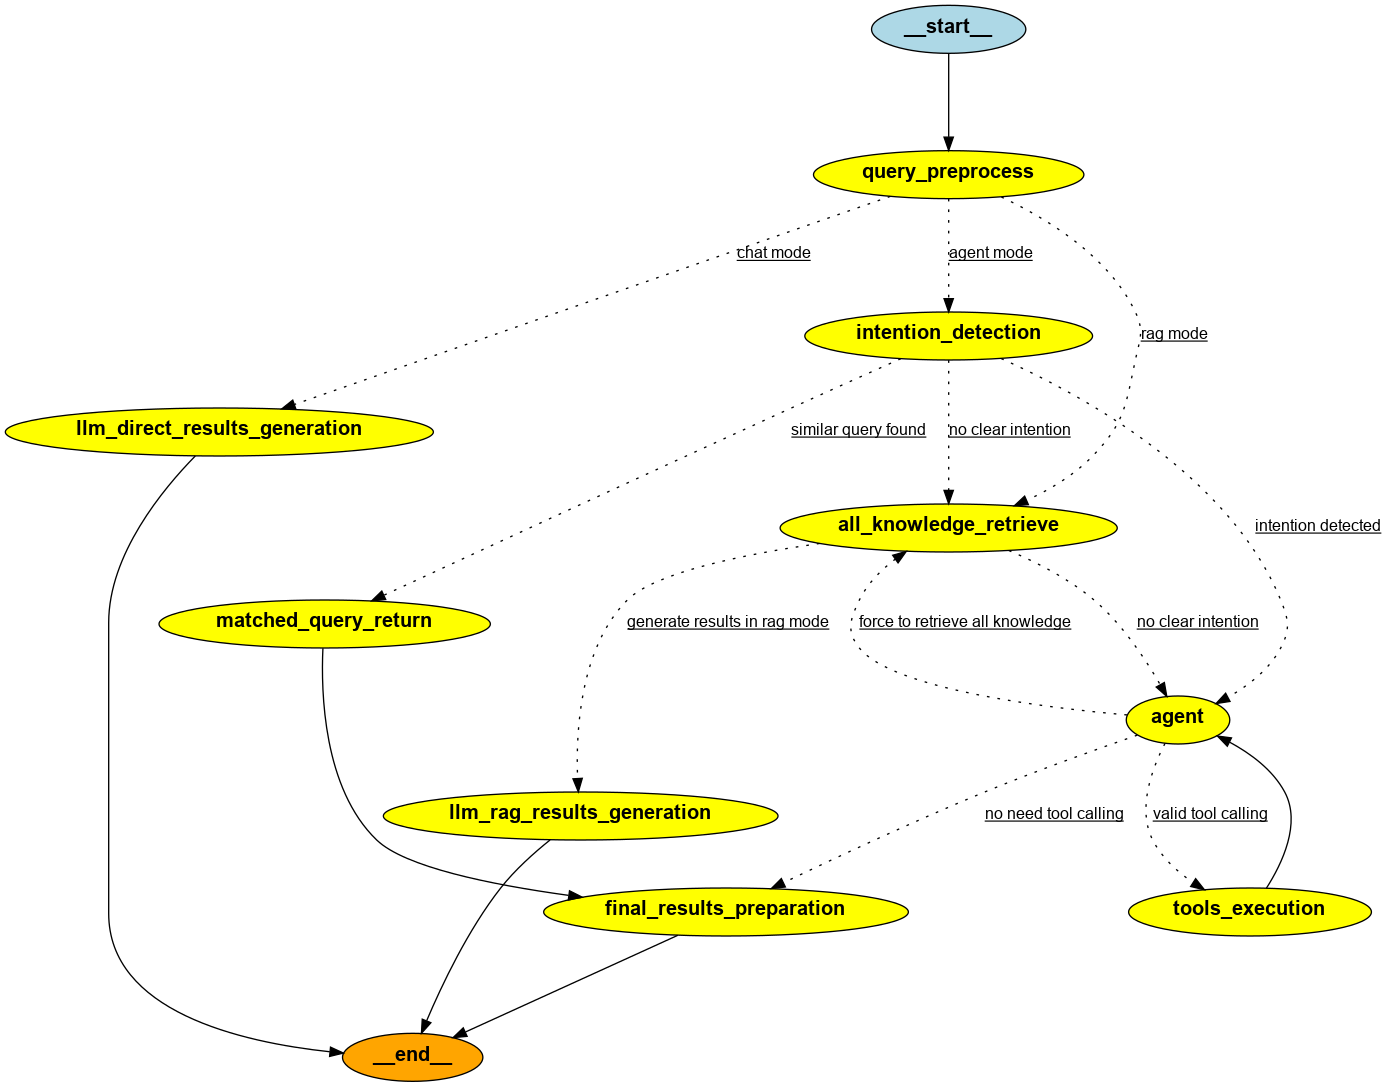 __start__
query_preprocess
chat mode
agent mode
intention_detection
rag mode
llm_direct_results_generation
similar query found
no clear intention
all_knowledge_retrieve
intention detected
matched_query_return
generate results in rag mode
force to retrieve all knowledge
no clear intention
agent
llm_rag_results_generation
no need tool calling
valid tool calling
final_results_preparation
tools_execution
__end__